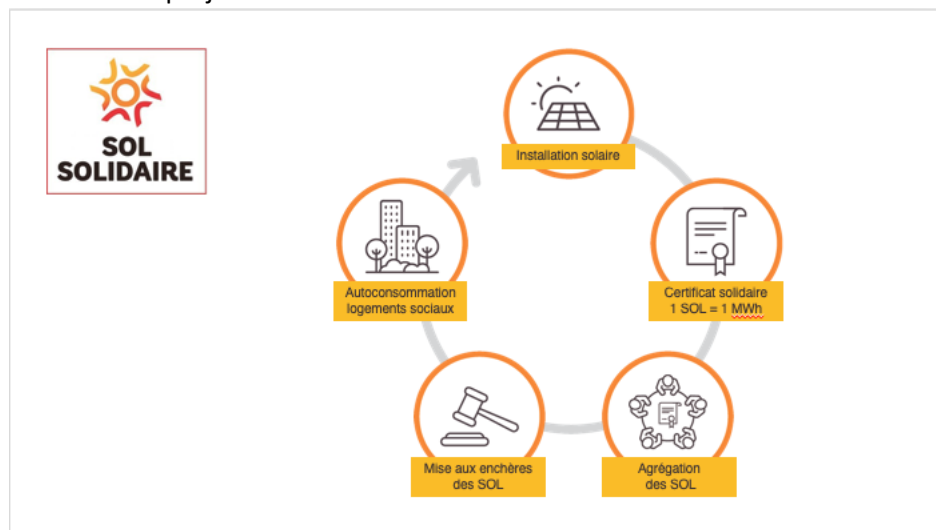 SOL
SOLIDAIRE
Installation solaire
Certificat solidaire
1 SOL = 1 MWh
Agrégation
des SOL
Mise aux enchères
des SOL
Autoconsommation
logements sociaux